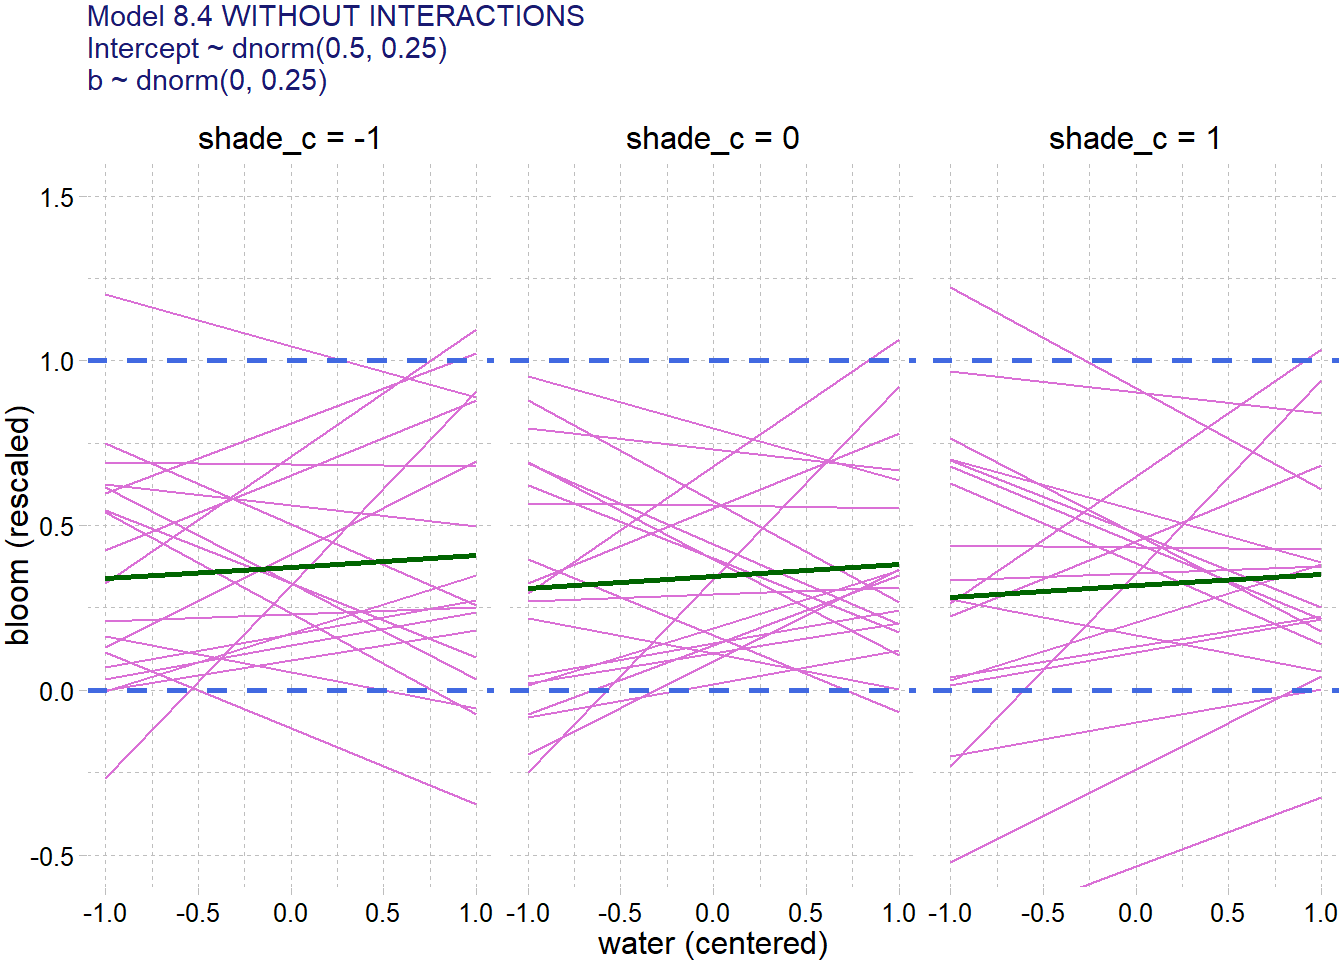 Model 8.4 WITHOUT INTERACTIONS
Intercept ~ dnorm(0.5, 0.25)
b ~ dnorm(0, 0.25)
shade_c = -1
shade_c = 0
shade_c = 1
bloom (rescaled)
1.5
1.0
0.5
0.0
-0.5
-1.0 -0.5 0.0 0.5 1.0
-1.0 -0.5 0.0 0.5 1.0
-1.0 -0.5 0.0 0.5 1.0
water (centered)